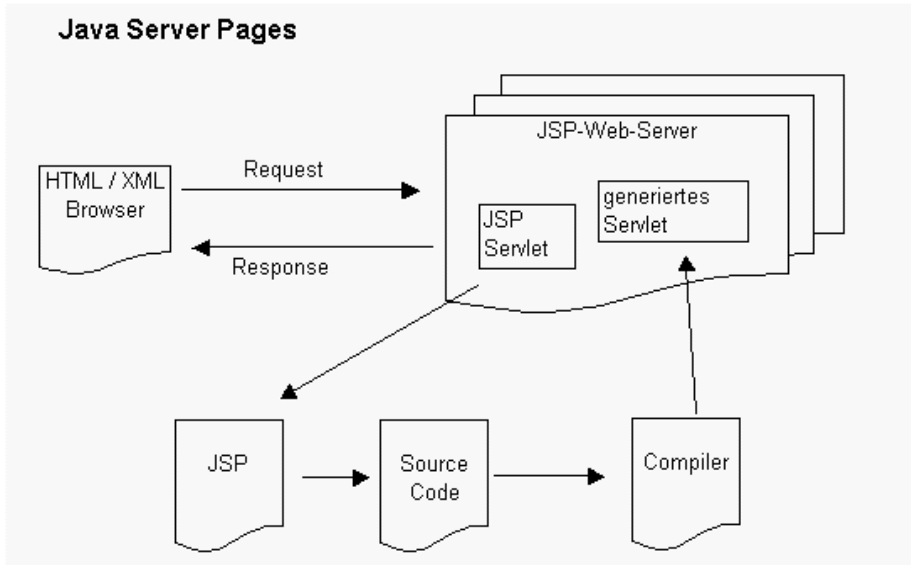 Java Server Pages
JSP-Web-Server
HTML / XML
Browser
Request
Response
JSP
Servlet
generiertes
Servlet
JSP
Source
Code
Compiler